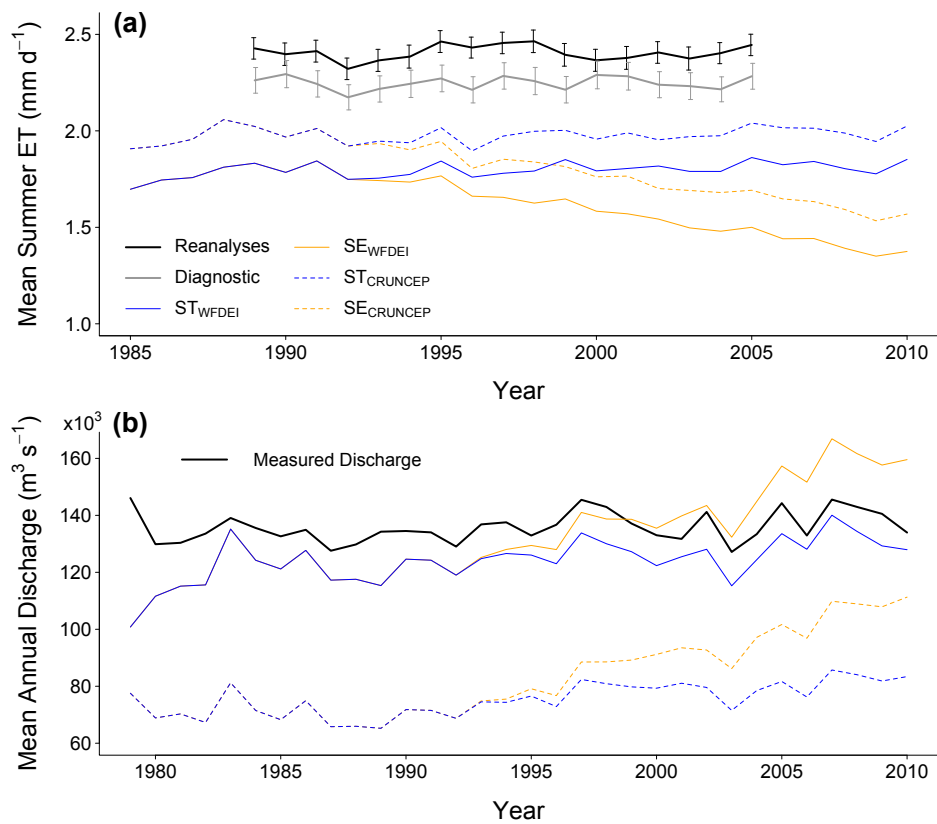 (a)
Mean Summer ET (mm d⁻¹)
2.5
2.0
1.5
1.0
Reanalyses
Diagnostic
ST_WFDEI
SE_WFDEI
ST_CRUNCEP
SE_CRUNCEP
1985 1990 1995 2000 2005 2010
Year
(b)
x10³
Mean Annual Discharge (m³ s⁻¹)
160
140
120
100
80
60
Measured Discharge
1980 1985 1990 1995 2000 2005 2010
Year